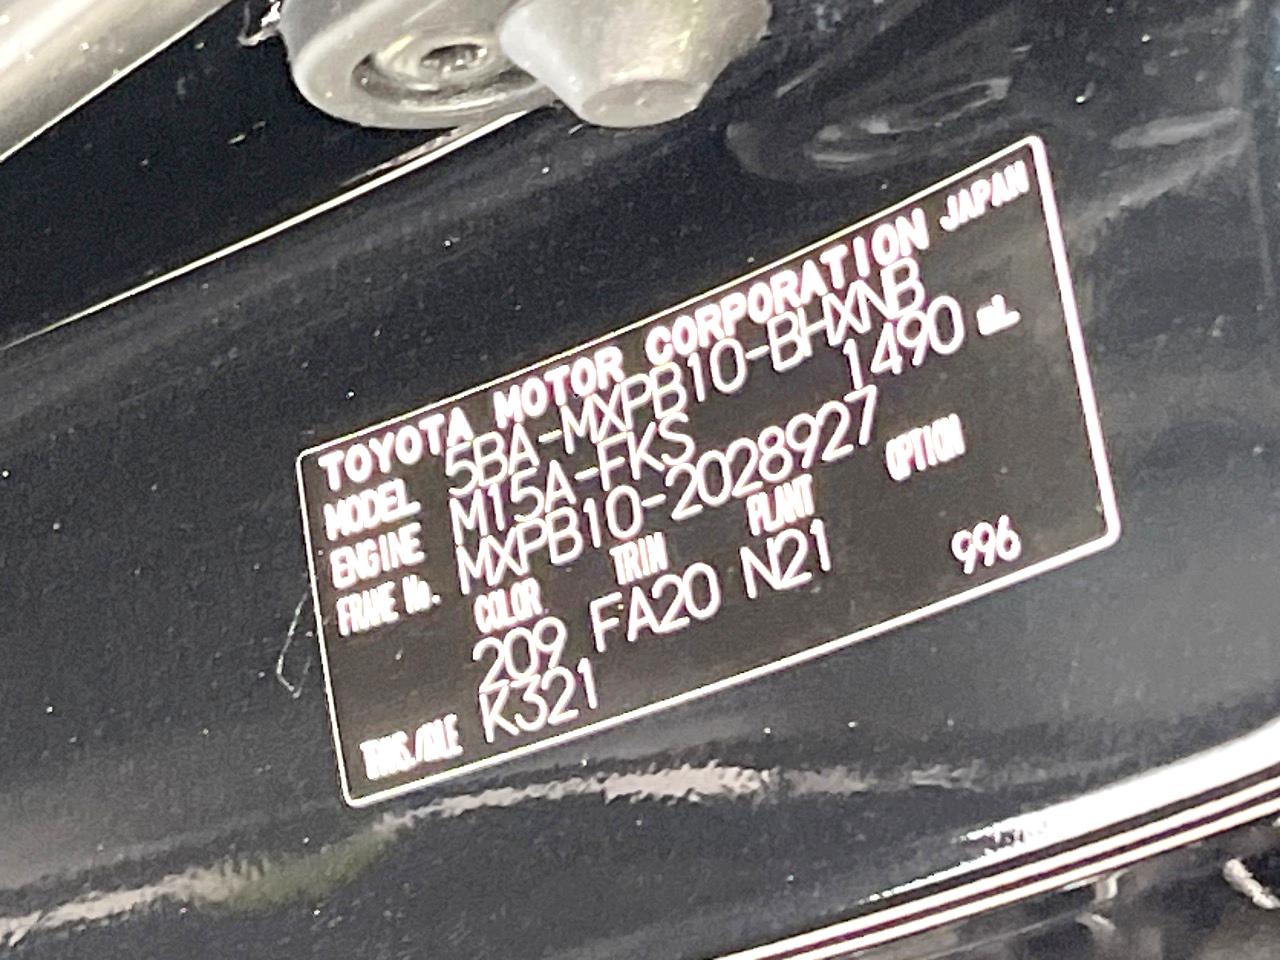 TOYOTA MOTOR CORPORATION JAPAN
MODEL 5BA-MXPB10-BHXNB
ENGINE M15A-FKS 1490 mL
FRAME No. MXPB10-2028927
COLOR TRIM PLANT OPTION
209 FA20 N21 996
TRNS./AXLE K321